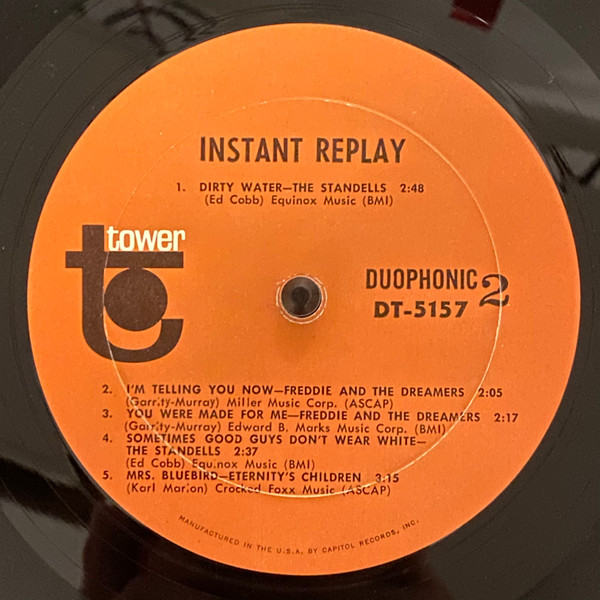 INSTANT REPLAY
1. DIRTY WATER—THE STANDELLS 2:48
(Ed Cobb) Equinox Music (BMI)
tower
t
DUOPHONIC 2
DT-5157
2. I'M TELLING YOU NOW—FREDDIE AND THE DREAMERS 2:05
(Garrity-Murray) Miller Music Corp. (ASCAP)
3. YOU WERE MADE FOR ME—FREDDIE AND THE DREAMERS 2:17
(Garrity-Murray) Edward B. Marks Music Corp. (BMI)
4. SOMETIMES GOOD GUYS DON'T WEAR WHITE—
THE STANDELLS 2:37
(Ed Cobb) Equinox Music (BMI)
5. MRS. BLUEBIRD—ETERNITY'S CHILDREN 3:15
(Karl Marion) Crocked Foxx Music (ASCAP)
MANUFACTURED IN THE U.S.A. BY CAPITOL RECORDS, INC.